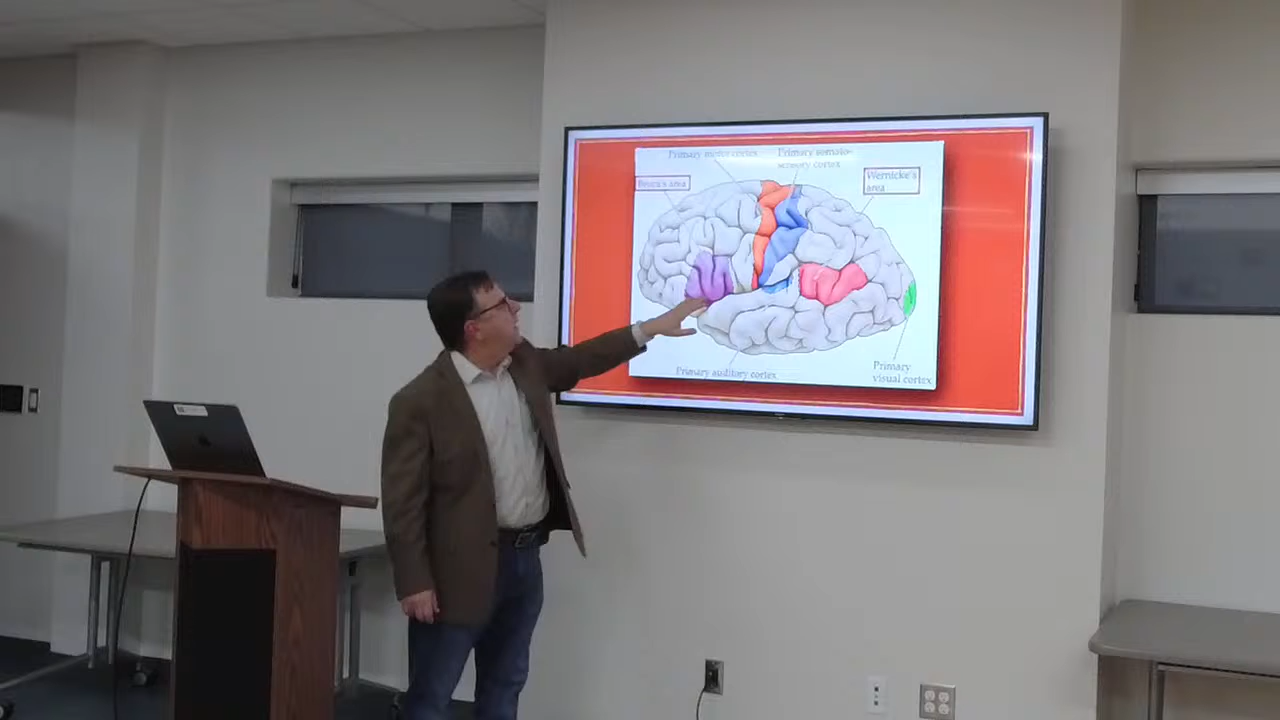 Primary motor cortex
Primary somato-
sensory cortex
Broca's area
Wernicke's
area
Primary auditory cortex
Primary
visual cortex